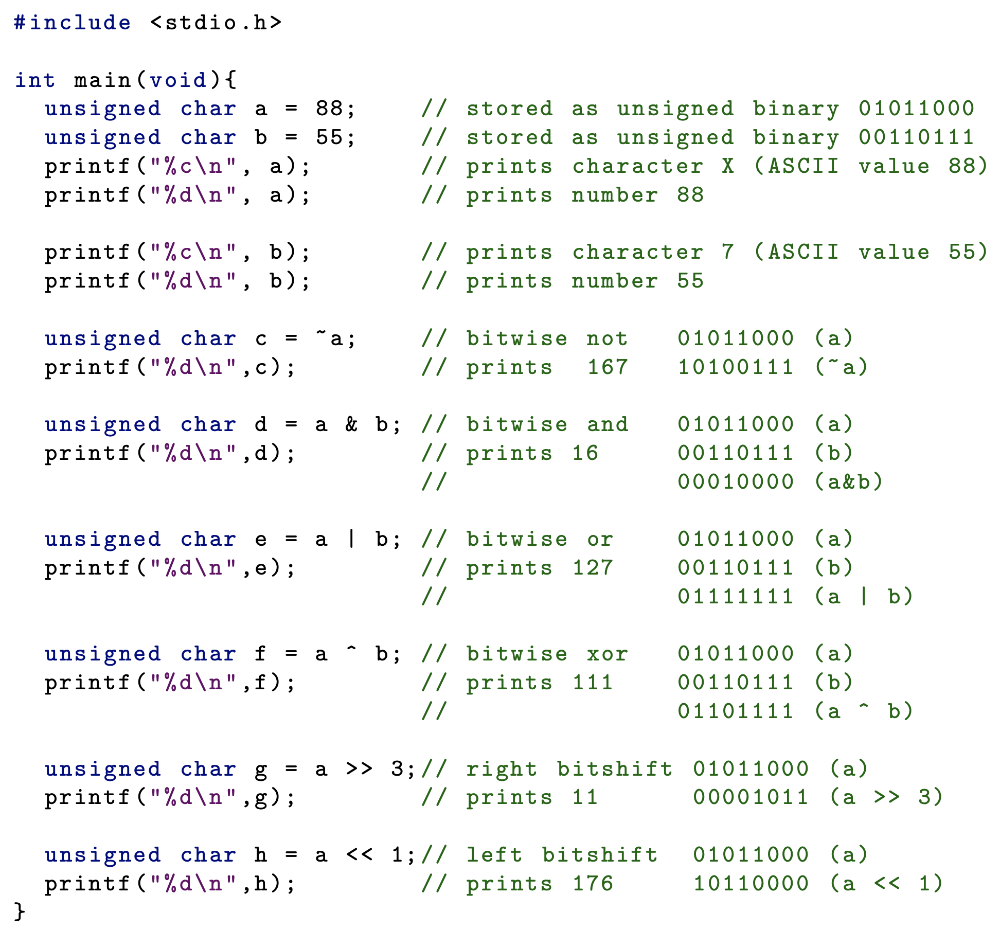 #include <stdio.h>
int main(void){
  unsigned char a = 88;    // stored as unsigned binary 01011000
  unsigned char b = 55;    // stored as unsigned binary 00110111
  printf("%c\n", a);       // prints character X (ASCII value 88)
  printf("%d\n", a);       // prints number 88
  printf("%c\n", b);       // prints character 7 (ASCII value 55)
  printf("%d\n", b);       // prints number 55
  unsigned char c = ~a;    // bitwise not   01011000 (a)
  printf("%d\n",c);        // prints  167   10100111 (~a)
  unsigned char d = a & b; // bitwise and   01011000 (a)
  printf("%d\n",d);        // prints 16     00110111 (b)
                           //               00010000 (a&b)
  unsigned char e = a | b; // bitwise or    01011000 (a)
  printf("%d\n",e);        // prints 127    00110111 (b)
                           //               01111111 (a | b)
  unsigned char f = a ^ b; // bitwise xor   01011000 (a)
  printf("%d\n",f);        // prints 111    00110111 (b)
                           //               01101111 (a ^ b)
  unsigned char g = a >> 3;// right bitshift 01011000 (a)
  printf("%d\n",g);        // prints 11      00001011 (a >> 3)
  unsigned char h = a << 1;// left bitshift  01011000 (a)
  printf("%d\n",h);        // prints 176     10110000 (a << 1)
}